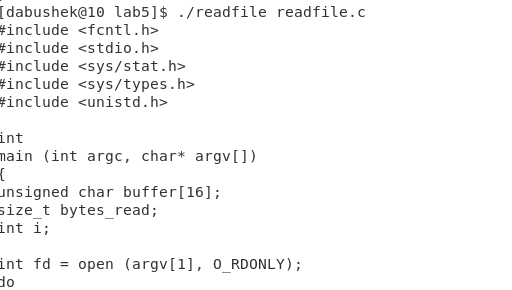 [dabushek@10 lab5]$ ./readfile readfile.c
#include <fcntl.h>
#include <stdio.h>
#include <sys/stat.h>
#include <sys/types.h>
#include <unistd.h>
int
main (int argc, char* argv[])
{
unsigned char buffer[16];
size_t bytes_read;
int i;
int fd = open (argv[1], O_RDONLY);
do